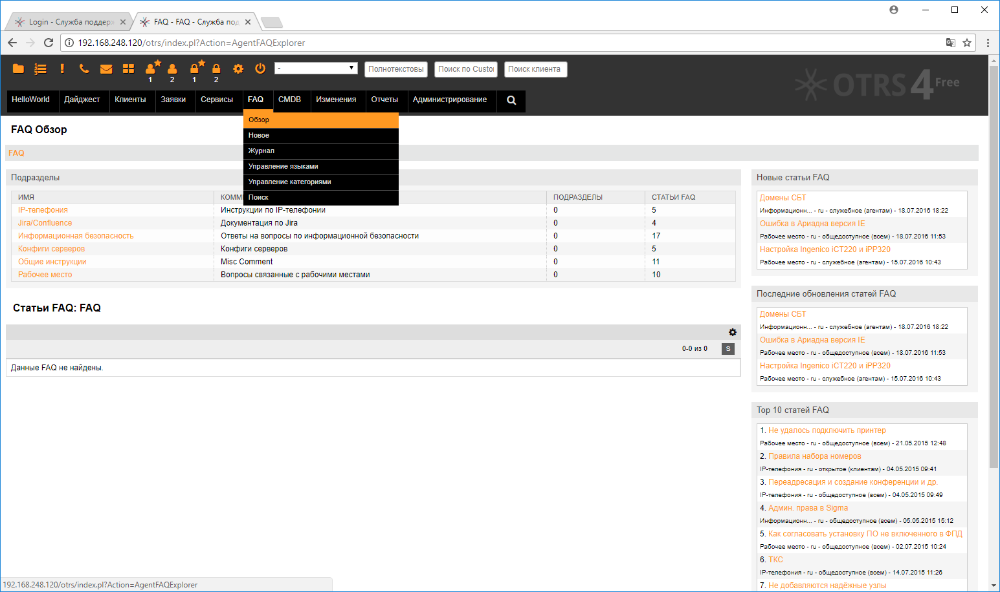 Login - Служба поддерж
FAQ - FAQ - Служба под
192.168.248.120/otrs/index.pl?Action=AgentFAQExplorer
1
2
1
2
-
Полнотекстовы
Поиск по Custor
Поиск клиента
OTRS 4 Free
HelloWorld
Дайджест
Клиенты
Заявки
Сервисы
FAQ
CMDB
Изменения
Отчеты
Администрирование
Обзор
Новое
Журнал
Управление языками
Управление категориями
Поиск
FAQ Обзор
FAQ
Подразделы
ИМЯ КОММ ПОДРАЗДЕЛЫ СТАТЬИ FAQ
IP-телефония Инструкции по IP-телефонии 0 5
Jira/Confluence Документация по Jira 0 4
Информационная безопасность Ответы на вопросы по информационной безопасности 0 17
Конфиги серверов Конфиги серверов 0 5
Общие инструкции Misc Comment 0 11
Рабочее место Вопросы связанные с рабочими местами 0 10
Статьи FAQ: FAQ
0-0 из 0 S
Данные FAQ не найдены.
Новые статьи FAQ
Домены СБТ
Информационн... - ru - служебное (агентам) - 18.07.2016 18:22
Ошибка в Ариадна версия IE
Рабочее место - ru - общедоступное (всем) - 18.07.2016 11:53
Настройка Ingenico iCT220 и iPP320
Рабочее место - ru - служебное (агентам) - 15.07.2016 10:43
Последние обновления статей FAQ
Домены СБТ
Информационн... - ru - служебное (агентам) - 18.07.2016 18:22
Ошибка в Ариадна версия IE
Рабочее место - ru - общедоступное (всем) - 18.07.2016 11:53
Настройка Ingenico iCT220 и iPP320
Рабочее место - ru - служебное (агентам) - 15.07.2016 10:43
Top 10 статей FAQ
1. Не удалось подключить принтер
Рабочее место - ru - общедоступное (всем) - 21.05.2015 12:48
2. Правила набора номеров
IP-телефония - ru - открытое (клиентам) - 04.05.2015 09:41
3. Переадресация и создание конференции и др.
IP-телефония - ru - общедоступное (всем) - 04.05.2015 09:49
4. Админ. права в Sigma
Информационн... - ru - общедоступное (всем) - 05.05.2015 15:12
5. Как согласовать установку ПО не включенного в ФПД
Рабочее место - ru - общедоступное (всем) - 02.07.2015 10:24
6. ТКС
IP-телефония - ru - общедоступное (всем) - 14.07.2015 11:26
7. Не добавляются надёжные узлы
192.168.248.120/otrs/index.pl?Action=AgentFAQExplorer